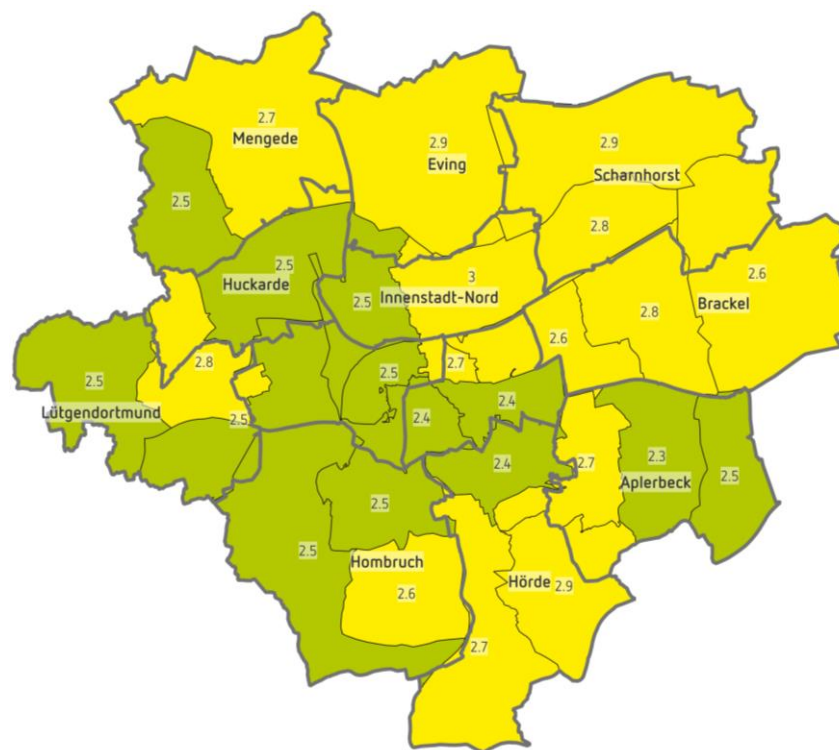 2.7
Mengede
2.9
Eving
2.9
Scharnhorst
2.5
2.8
2.5
Huckarde
2.5
3
Innenstadt-Nord
2.6
Brackel
2.8
2.6
2.7
2.8
2.5
2.5
Lütgendortmund
2.5
2.4
2.4
2.4
2.7
2.3
Aplerbeck
2.5
2.5
2.5
Hombruch
2.6
Hörde
2.9
2.7